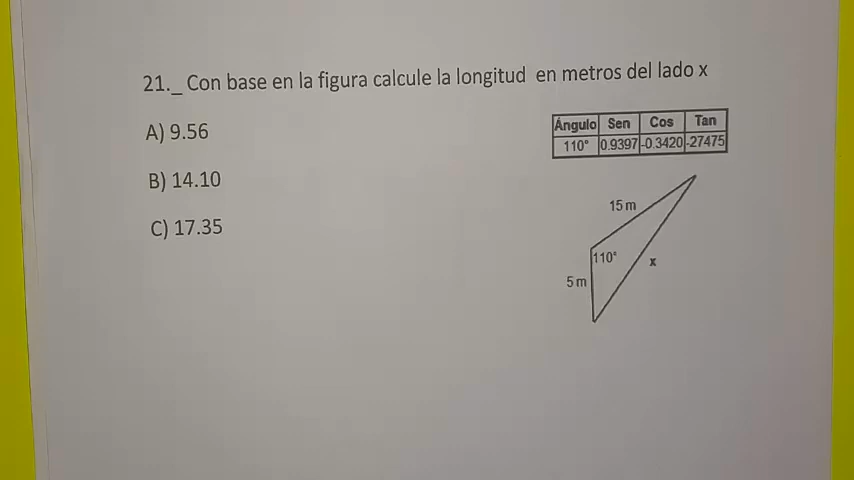 21._ Con base en la figura calcule la longitud en metros del lado x
A) 9.56
B) 14.10
C) 17.35
Ángulo Sen Cos Tan
110° 0.9397 -0.3420 -27475
15 m
110°
x
5 m